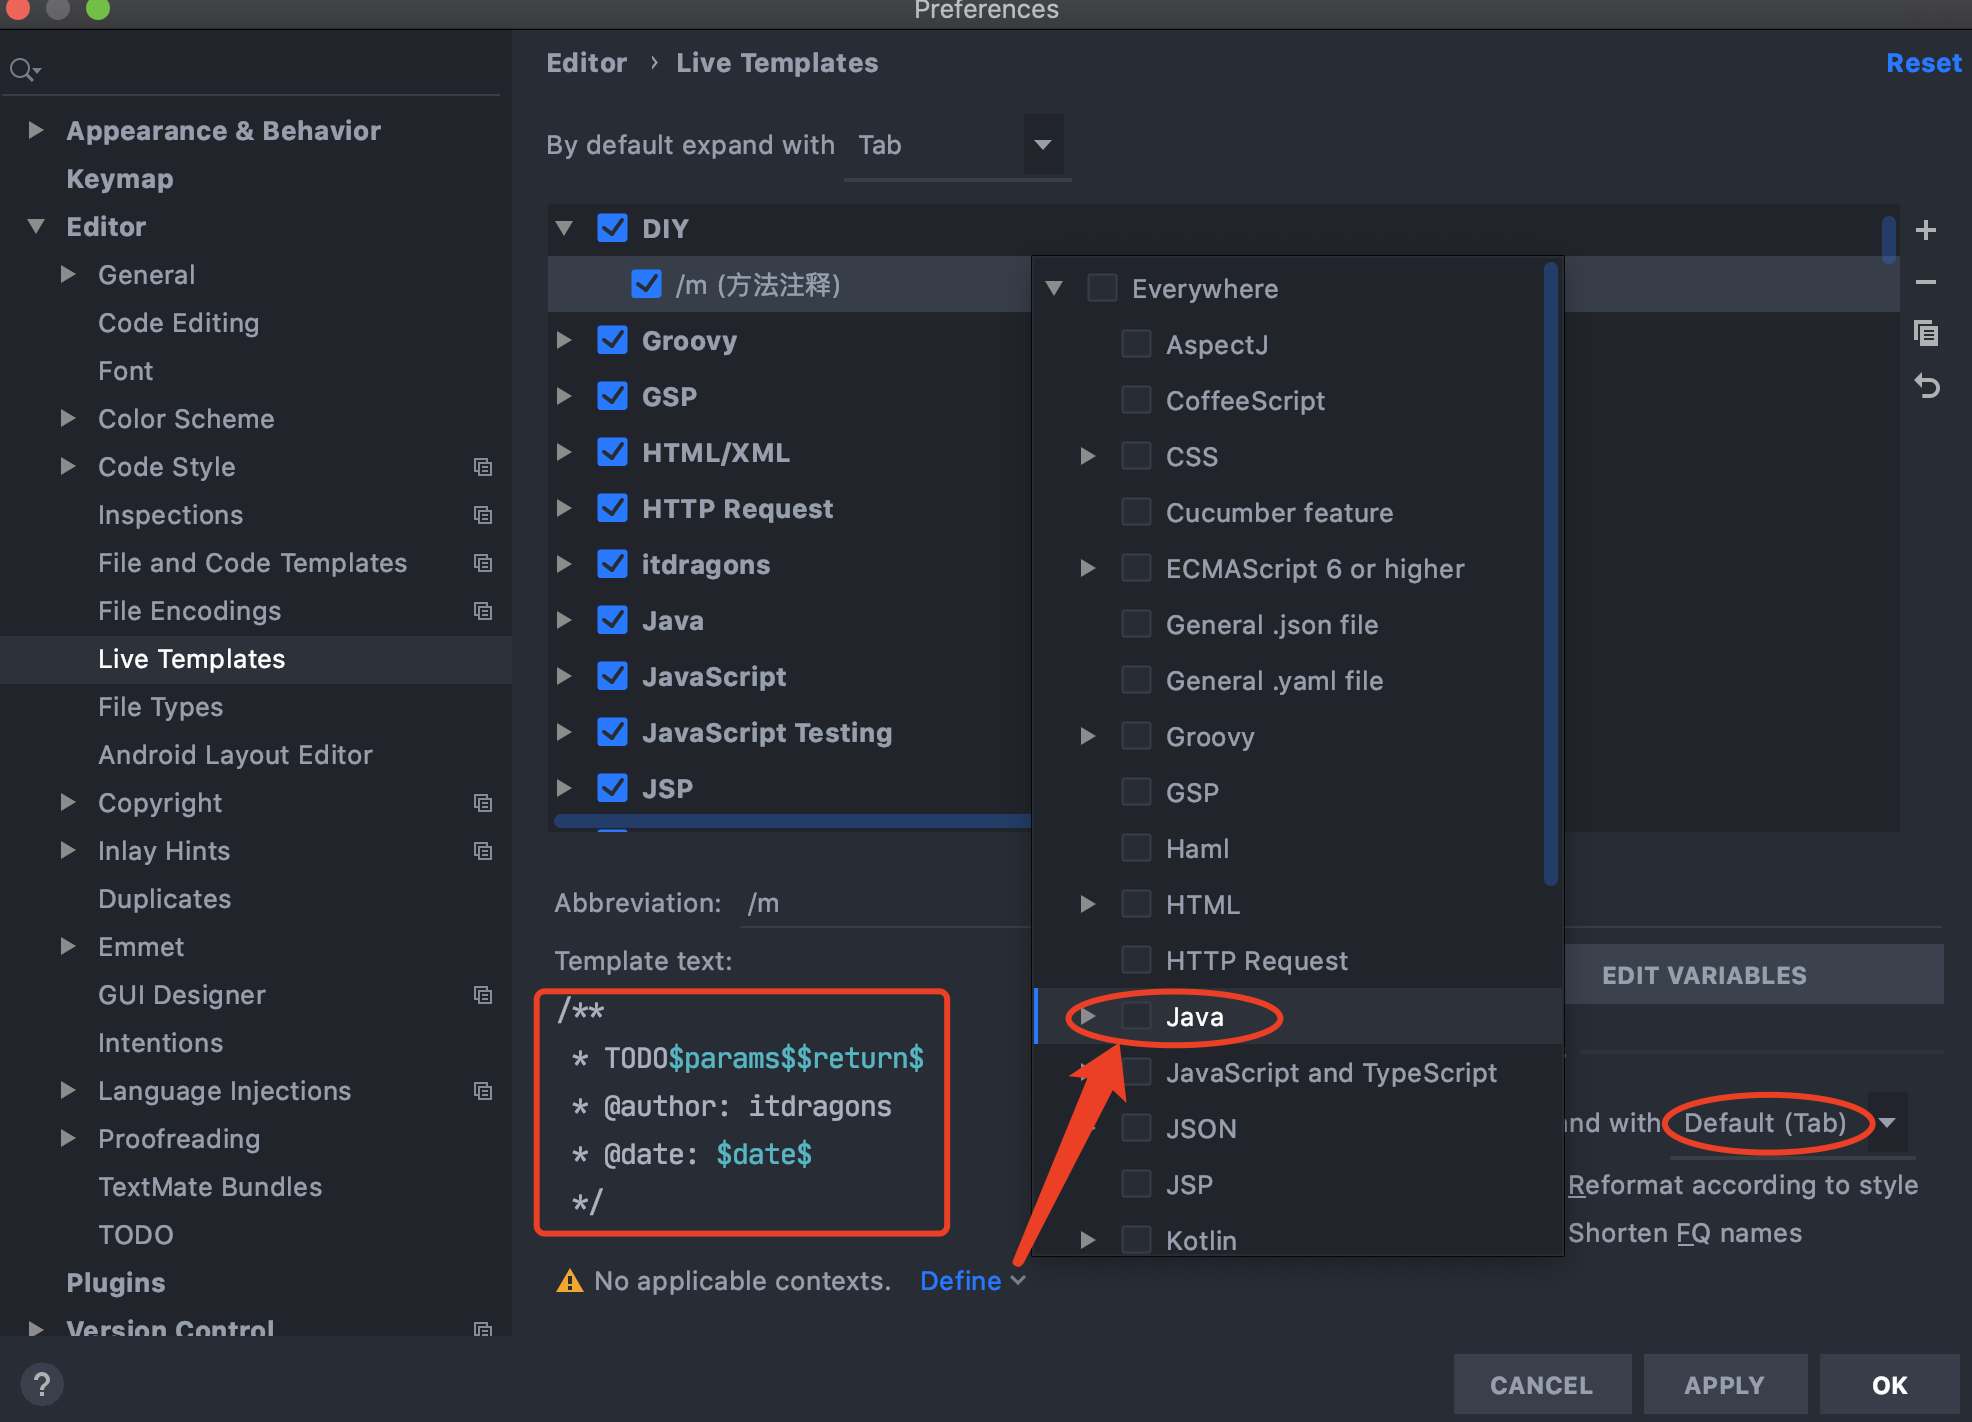 Preferences
Appearance & Behavior
Keymap
Editor
General
Code Editing
Font
Color Scheme
Code Style
Inspections
File and Code Templates
File Encodings
Live Templates
File Types
Android Layout Editor
Copyright
Inlay Hints
Duplicates
Emmet
GUI Designer
Intentions
Language Injections
Proofreading
TextMate Bundles
TODO
Plugins
Version Control
?
Editor › Live Templates
Reset
By default expand with Tab
DIY
/m (方法注释)
Groovy
GSP
HTML/XML
HTTP Request
itdragons
Java
JavaScript
JavaScript Testing
JSP
Everywhere
AspectJ
CoffeeScript
CSS
Cucumber feature
ECMAScript 6 or higher
General .json file
General .yaml file
Groovy
GSP
Haml
HTML
HTTP Request
Java
JavaScript and TypeScript
JSON
JSP
Kotlin
Abbreviation: /m
Template text:
/**
* TODO$params$$return$
* @author: itdragons
* @date: $date$
*/
No applicable contexts. Define
EDIT VARIABLES
nd with Default (Tab)
Reformat according to style
Shorten FQ names
CANCEL
APPLY
OK